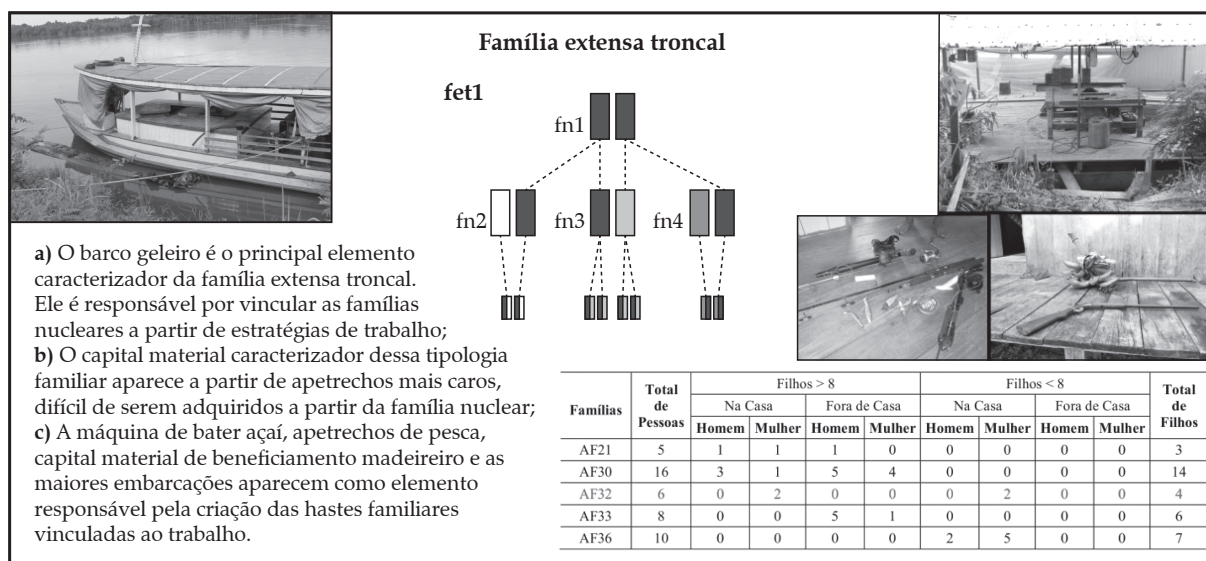 Família extensa troncal
fet1
fn1
fn2 fn3 fn4
a) O barco geleiro é o principal elemento
caracterizador da família extensa troncal.
Ele é responsável por vincular as famílias
nucleares a partir de estratégias de trabalho;
b) O capital material caracterizador dessa tipologia
familiar aparece a partir de apetrechos mais caros,
difícil de serem adquiridos a partir da família nuclear;
c) A máquina de bater açaí, apetrechos de pesca,
capital material de beneficiamento madeireiro e as
maiores embarcações aparecem como elemento
responsável pela criação das hastes familiares
vinculadas ao trabalho.
Famílias Total de Pessoas Filhos > 8 Filhos < 8 Total de Filhos
Na Casa Fora de Casa Na Casa Fora de Casa
Homem Mulher Homem Mulher Homem Mulher Homem Mulher
AF21 5 1 1 1 0 0 0 0 0 3
AF30 16 3 1 5 4 0 0 0 0 14
AF32 6 0 2 0 0 0 2 0 0 4
AF33 8 0 0 5 1 0 0 0 0 6
AF36 10 0 0 0 0 2 5 0 0 7